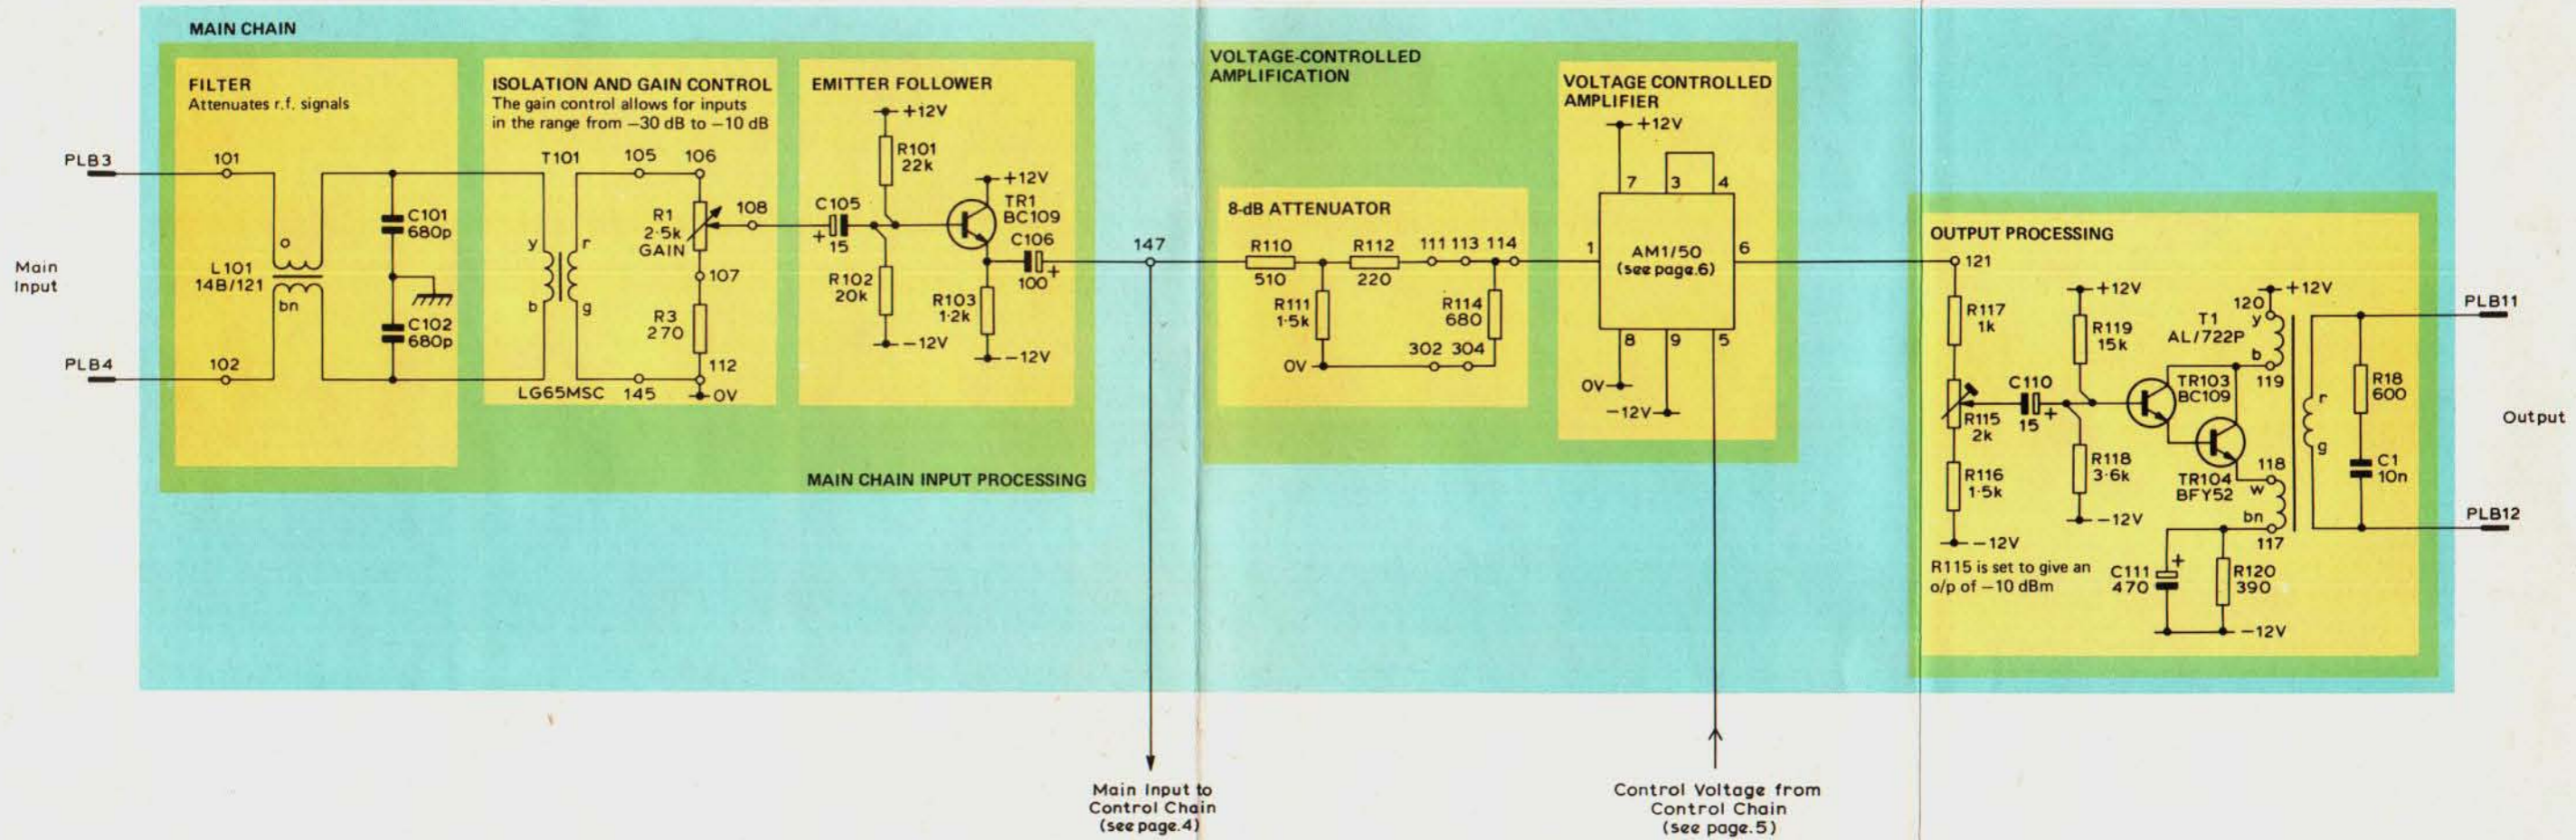 MAIN CHAIN
FILTER
Attenuates r.f. signals
PLB3
101
C101
680p
o
L101
14B/121
bn
C102
680p
Main
Input
PLB4
102
ISOLATION AND GAIN CONTROL
The gain control allows for inputs
in the range from −30 dB to −10 dB
T101
105
106
R1
2·5k
GAIN
108
y
r
107
b
g
R3
270
112
LG65MSC
145
0V
EMITTER FOLLOWER
+12V
R101
22k
+12V
C105
TR1
BC109
+
15
C106
100
+
R102
20k
R103
1·2k
−12V
−12V
MAIN CHAIN INPUT PROCESSING
147
Main Input to
Control Chain
(see page.4)
VOLTAGE-CONTROLLED
AMPLIFICATION
8-dB ATTENUATOR
R110
510
R112
220
111 113 114
R111
1·5k
R114
680
302 304
0V
VOLTAGE CONTROLLED
AMPLIFIER
+12V
7
3
4
1
AM1/50
(see page.6)
6
8
9
5
0V
−12V
Control Voltage from
Control Chain
(see page.5)
OUTPUT PROCESSING
121
R117
1k
+12V
R119
15k
120
+12V
T1
AL/722P
y
b
119
C110
15
+
R115
2k
TR103
BC109
R116
1·5k
R118
3·6k
TR104
BFY52
118
w
bn
117
−12V
−12V
R115 is set to give an
o/p of −10 dBm
C111
470
+
R120
390
−12V
r
g
R18
600
C1
10n
PLB11
Output
PLB12